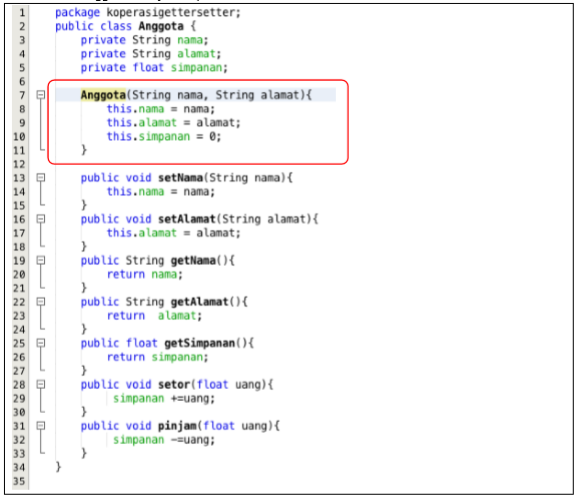 1 package koperasigettersetter;
2 public class Anggota {
3 private String nama;
4 private String alamat;
5 private float simpanan;
6
7 Anggota(String nama, String alamat){
8 this.nama = nama;
9 this.alamat = alamat;
10 this.simpanan = 0;
11 }
12
13 public void setNama(String nama){
14 this.nama = nama;
15 }
16 public void setAlamat(String alamat){
17 this.alamat = alamat;
18 }
19 public String getNama(){
20 return nama;
21 }
22 public String getAlamat(){
23 return  alamat;
24 }
25 public float getSimpanan(){
26 return simpanan;
27 }
28 public void setor(float uang){
29 simpanan +=uang;
30 }
31 public void pinjam(float uang){
32 simpanan -=uang;
33 }
34 }
35